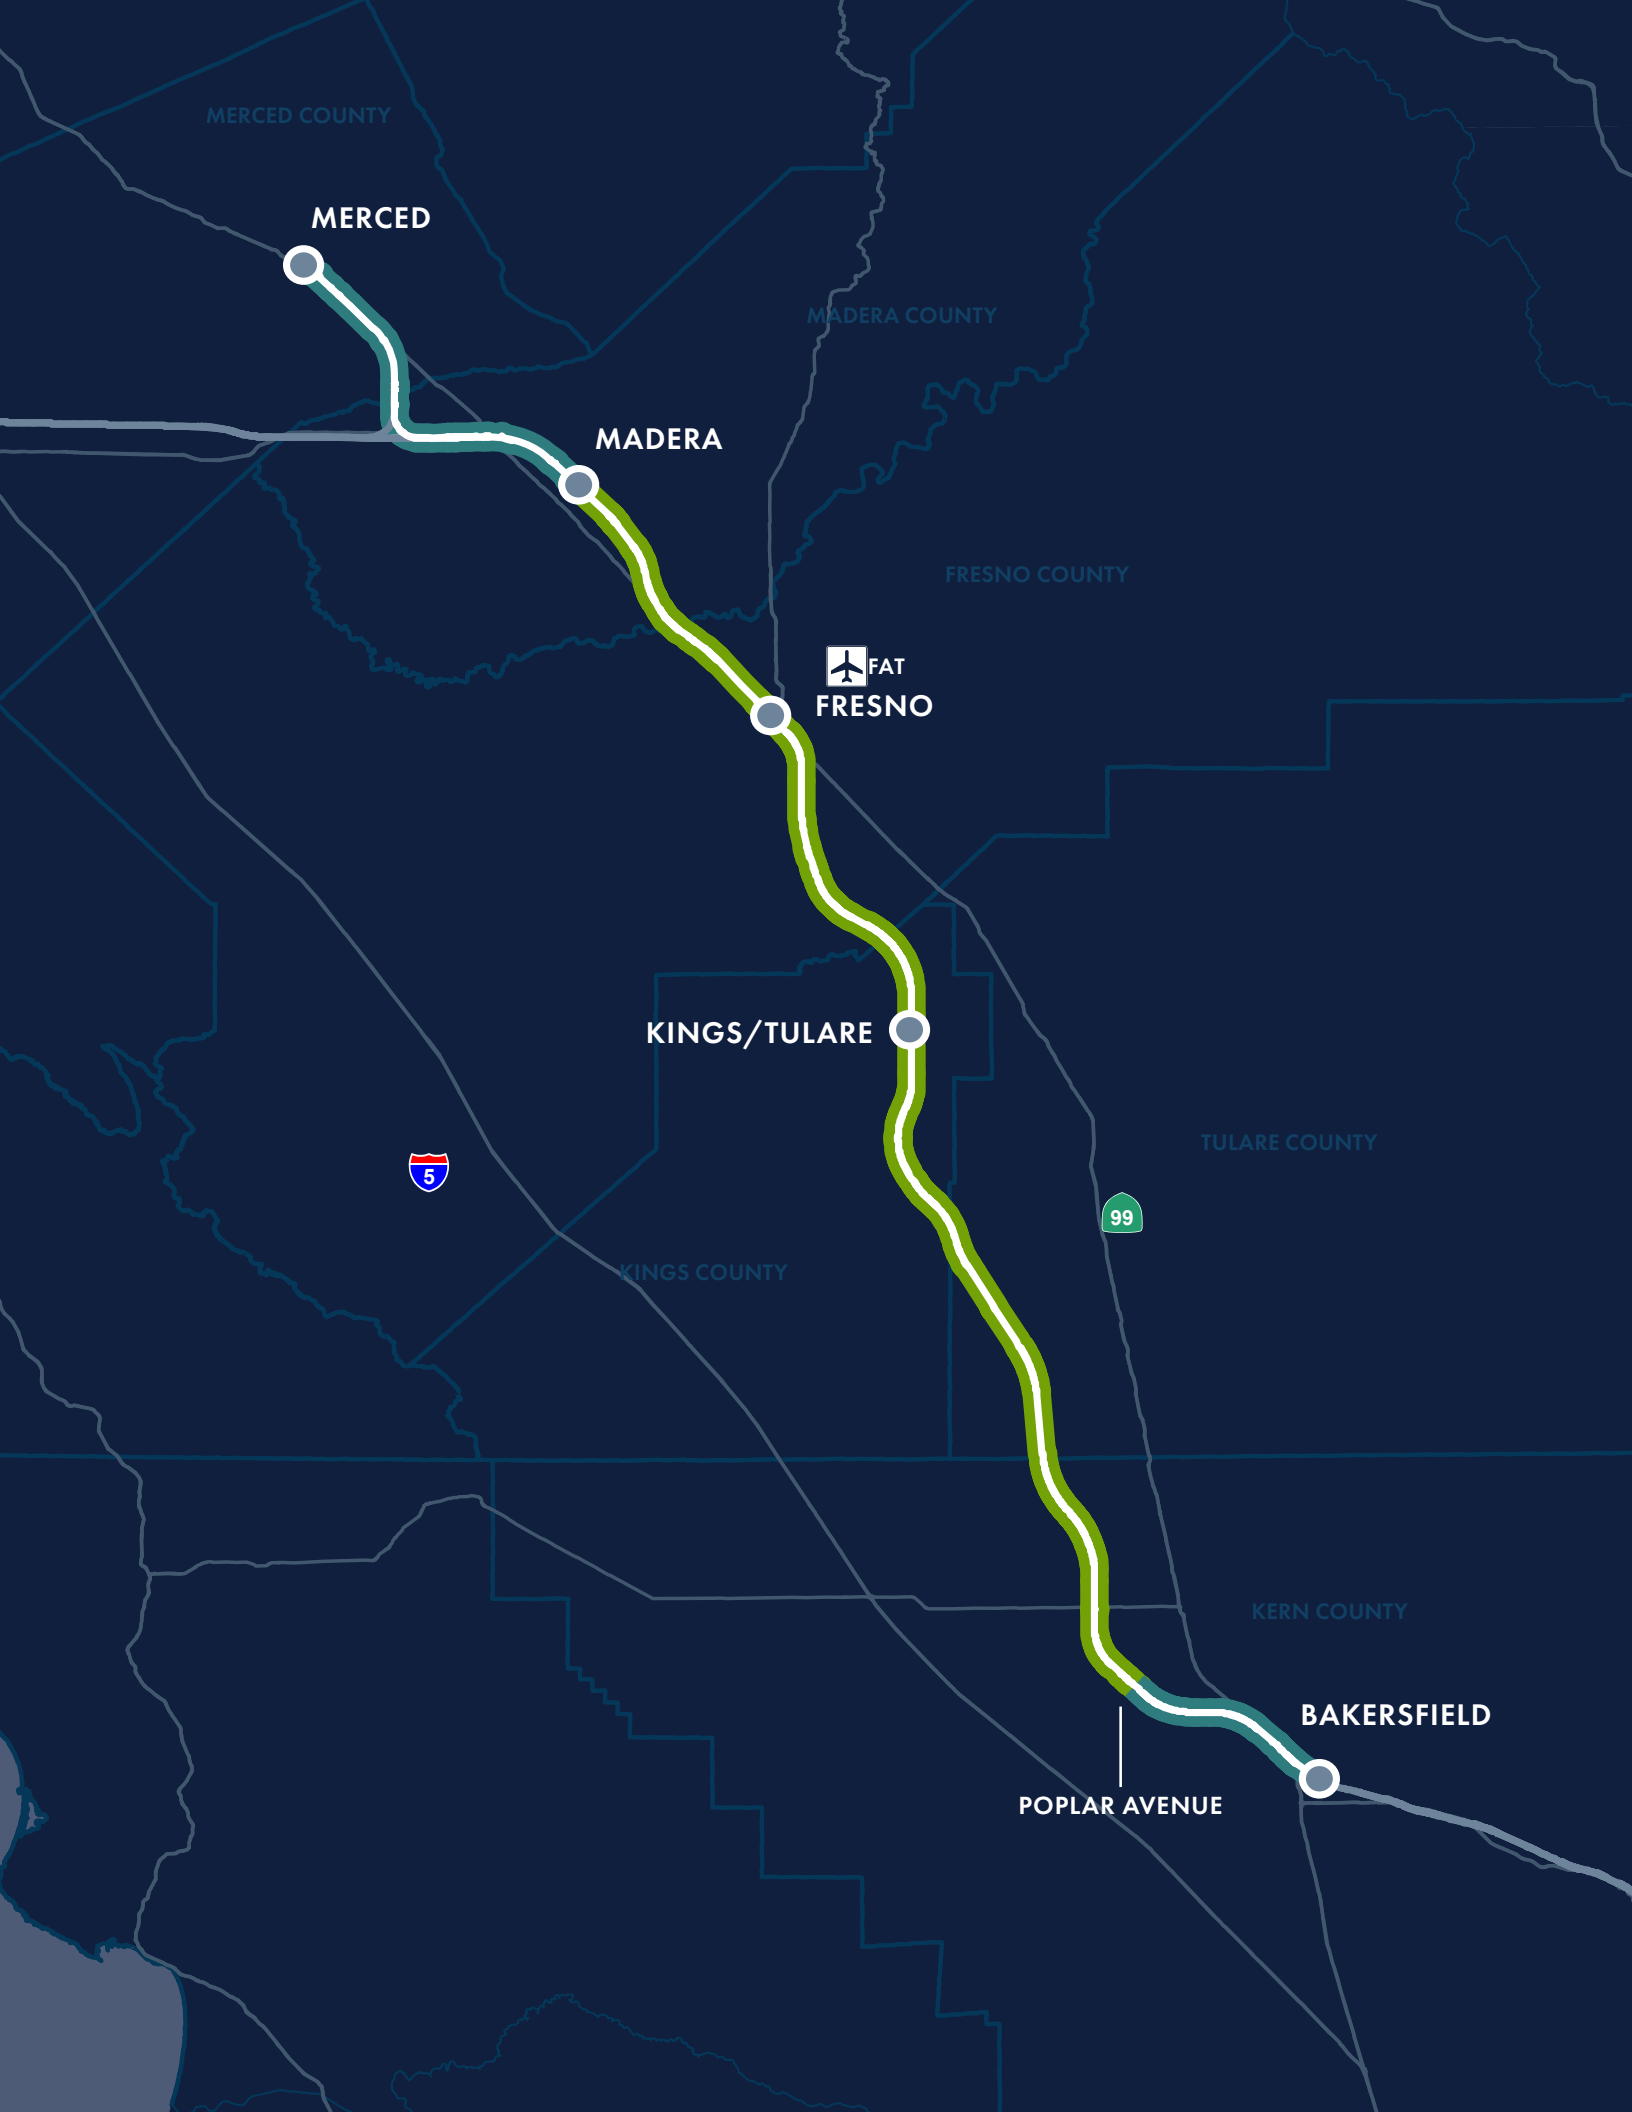 MERCED COUNTY
MERCED
MADERA COUNTY
MADERA
FRESNO COUNTY
FAT
FRESNO
KINGS/TULARE
TULARE COUNTY
5
99
KINGS COUNTY
KERN COUNTY
BAKERSFIELD
POPLAR AVENUE